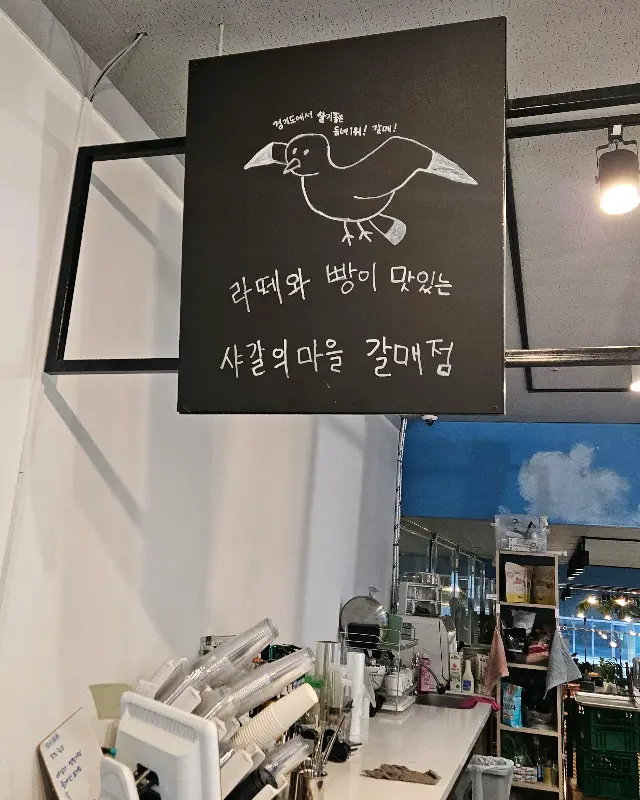 경기도에서 살기좋은
동네 1위! 갈매!
라떼와 빵이 맛있는
샤갈의마을 갈매점